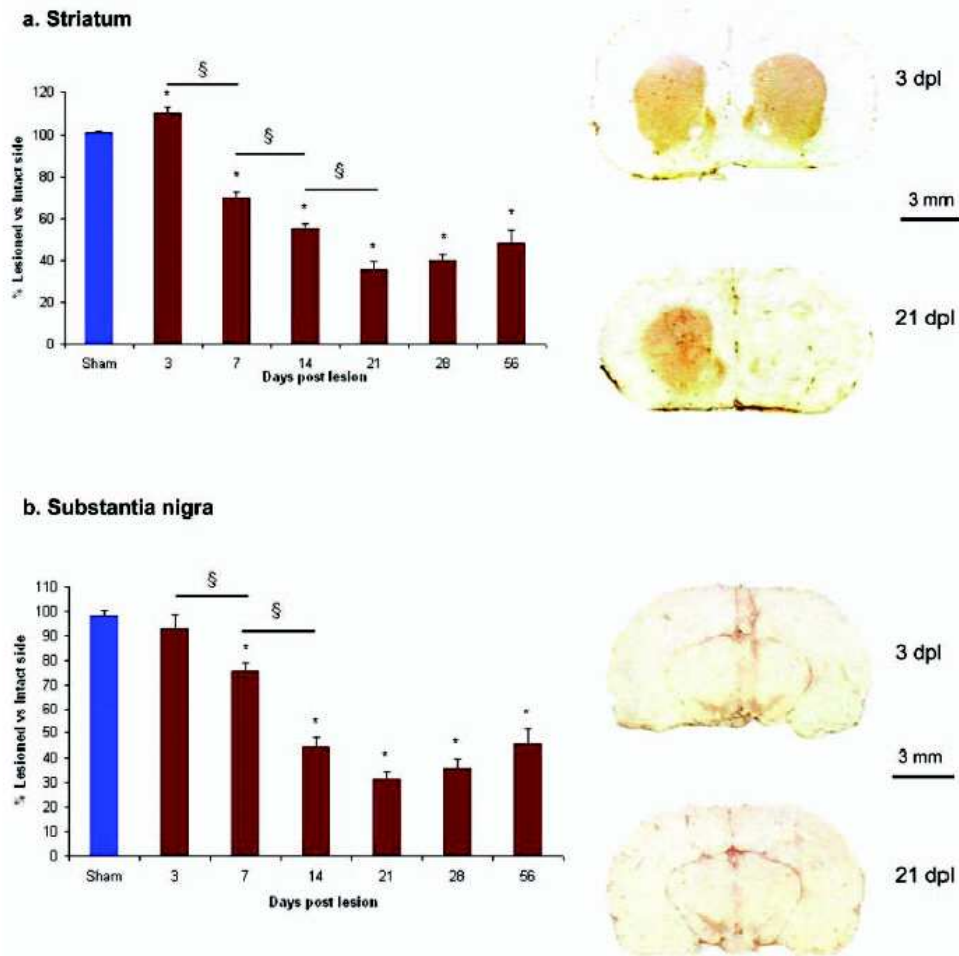 a. Striatum
% Lesioned vs Intact side
120
100
80
60
40
20
0
§
§
§
* * * * * *
Sham 3 7 14 21 28 56
Days post lesion
3 dpl
3 mm
21 dpl
b. Substantia nigra
% Lesioned vs Intact side
110
100
90
80
70
60
50
40
30
20
10
0
§
§
* * * * *
Sham 3 7 14 21 28 56
Days post lesion
3 dpl
3 mm
21 dpl